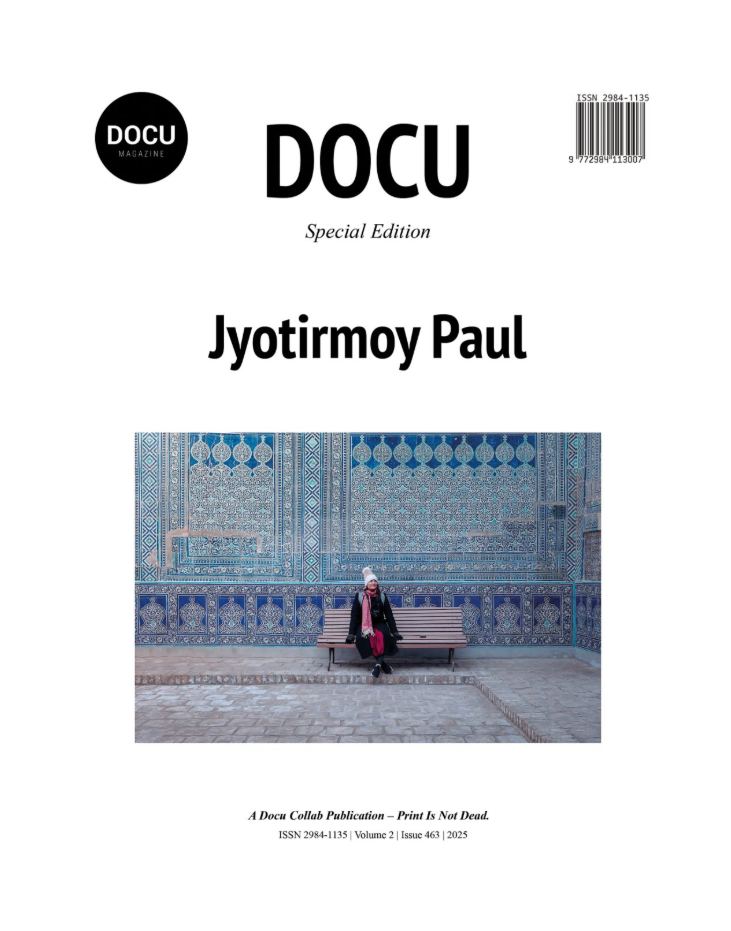 DOCU
MAGAZINE
ISSN 2984-1135
9 772984 113007
DOCU
Special Edition
Jyotirmoy Paul
A Docu Collab Publication – Print Is Not Dead.
ISSN 2984-1135 | Volume 2 | Issue 463 | 2025